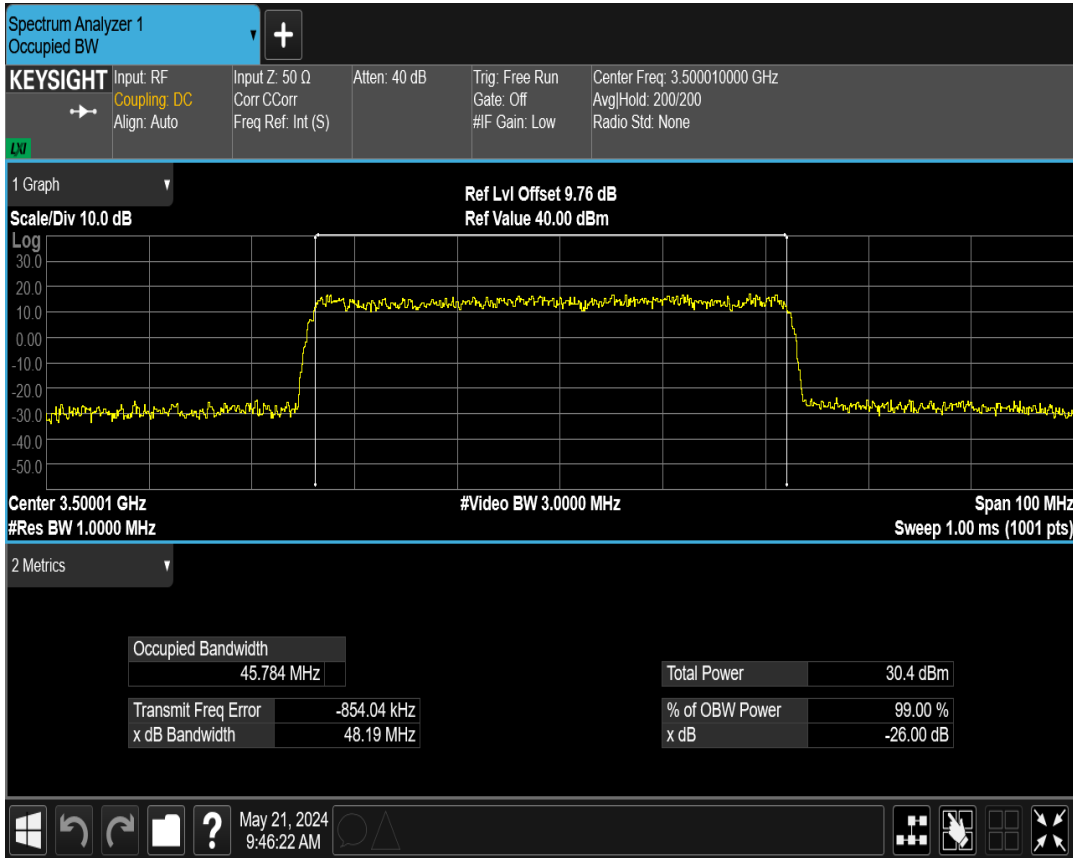 Spectrum Analyzer 1
Occupied BW
KEYSIGHT
LXI
Input: RF
Coupling: DC
Align: Auto
Input Z: 50 Ω
Corr CCorr
Freq Ref: Int (S)
Atten: 40 dB
Trig: Free Run
Gate: Off
#IF Gain: Low
Center Freq: 3.500010000 GHz
Avg|Hold: 200/200
Radio Std: None
1 Graph
Scale/Div 10.0 dB
Ref Lvl Offset 9.76 dB
Ref Value 40.00 dBm
Log
30.0
20.0
10.0
0.00
-10.0
-20.0
-30.0
-40.0
-50.0
Center 3.50001 GHz
#Video BW 3.0000 MHz
Span 100 MHz
#Res BW 1.0000 MHz
Sweep 1.00 ms (1001 pts)
2 Metrics
Occupied Bandwidth
45.784 MHz
Transmit Freq Error -854.04 kHz
x dB Bandwidth 48.19 MHz
Total Power 30.4 dBm
% of OBW Power 99.00 %
x dB -26.00 dB
?
May 21, 2024
9:46:22 AM